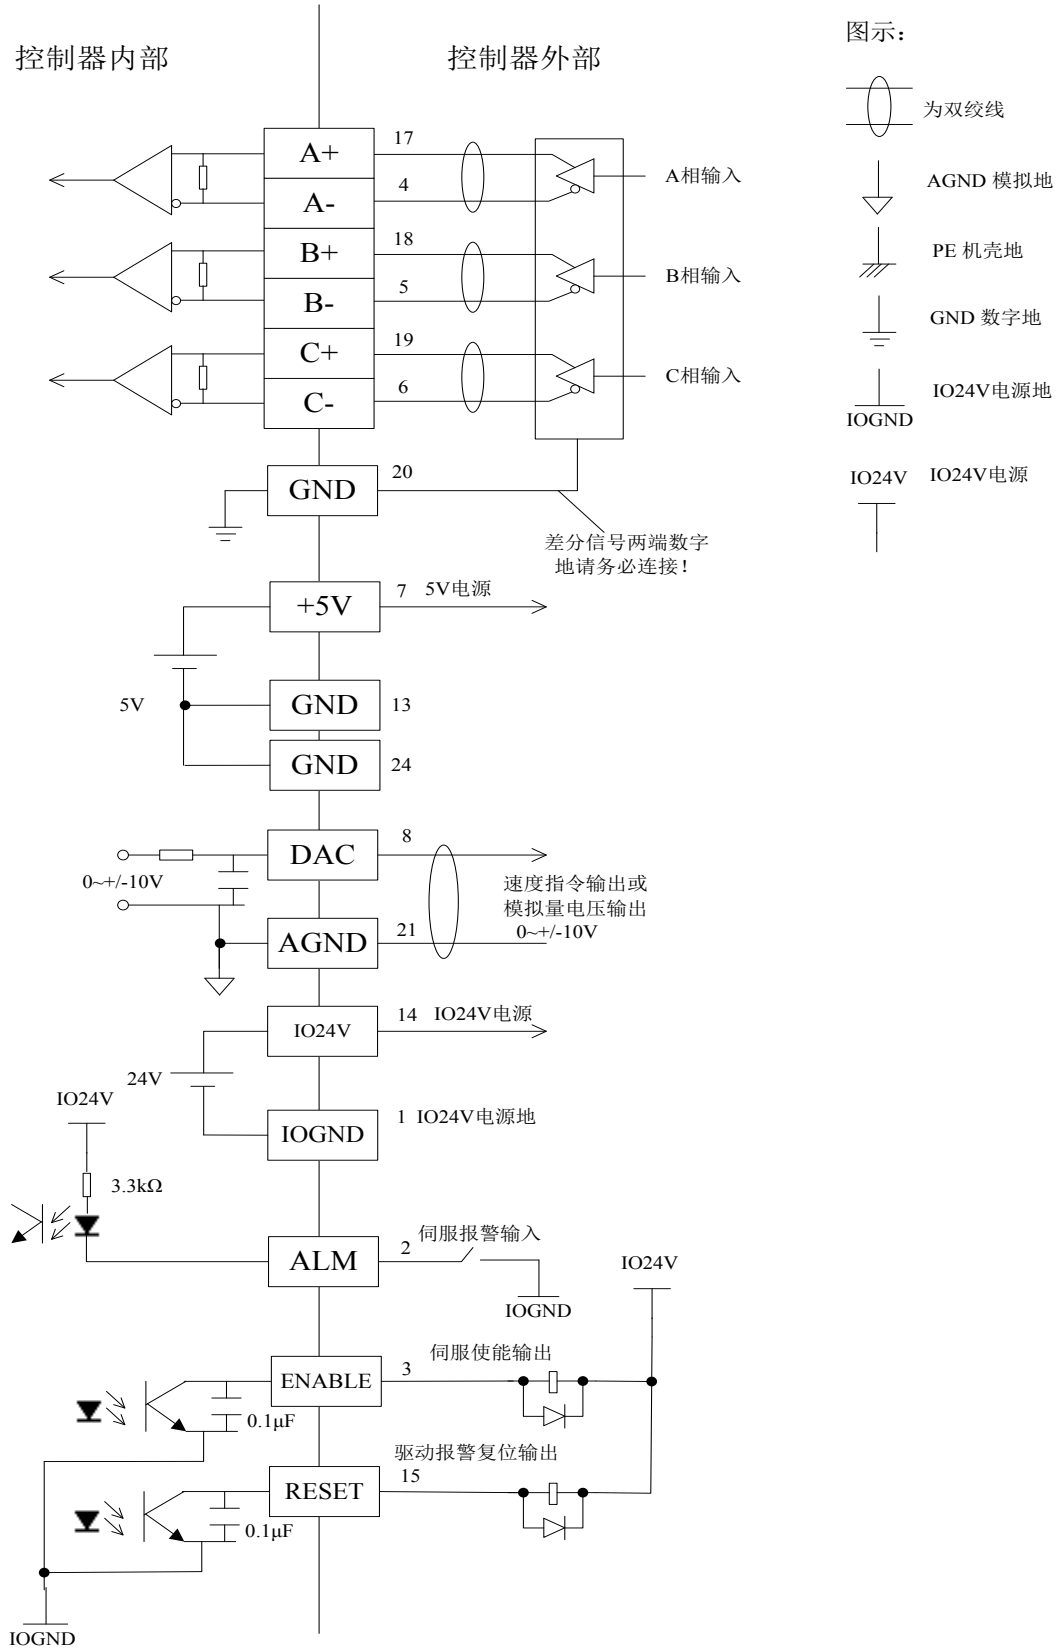 控制器内部
控制器外部
图示：
为双绞线
AGND 模拟地
PE 机壳地
GND 数字地
IO24V电源地
IOGND
IO24V
IO24V电源
A+
17
A-
4
A相输入
B+
18
B-
5
B相输入
C+
19
C-
6
C相输入
GND
20
差分信号两端数字
地请务必连接！
+5V
7
5V电源
5V
GND
13
GND
24
DAC
8
0~+/-10V
速度指令输出或
模拟量电压输出
0~+/-10V
AGND
21
IO24V
14
IO24V电源
24V
IOGND
1
IO24V电源地
IO24V
3.3kΩ
ALM
2
伺服报警输入
IOGND
IO24V
ENABLE
3
伺服使能输出
0.1μF
驱动报警复位输出
RESET
15
0.1μF
IOGND